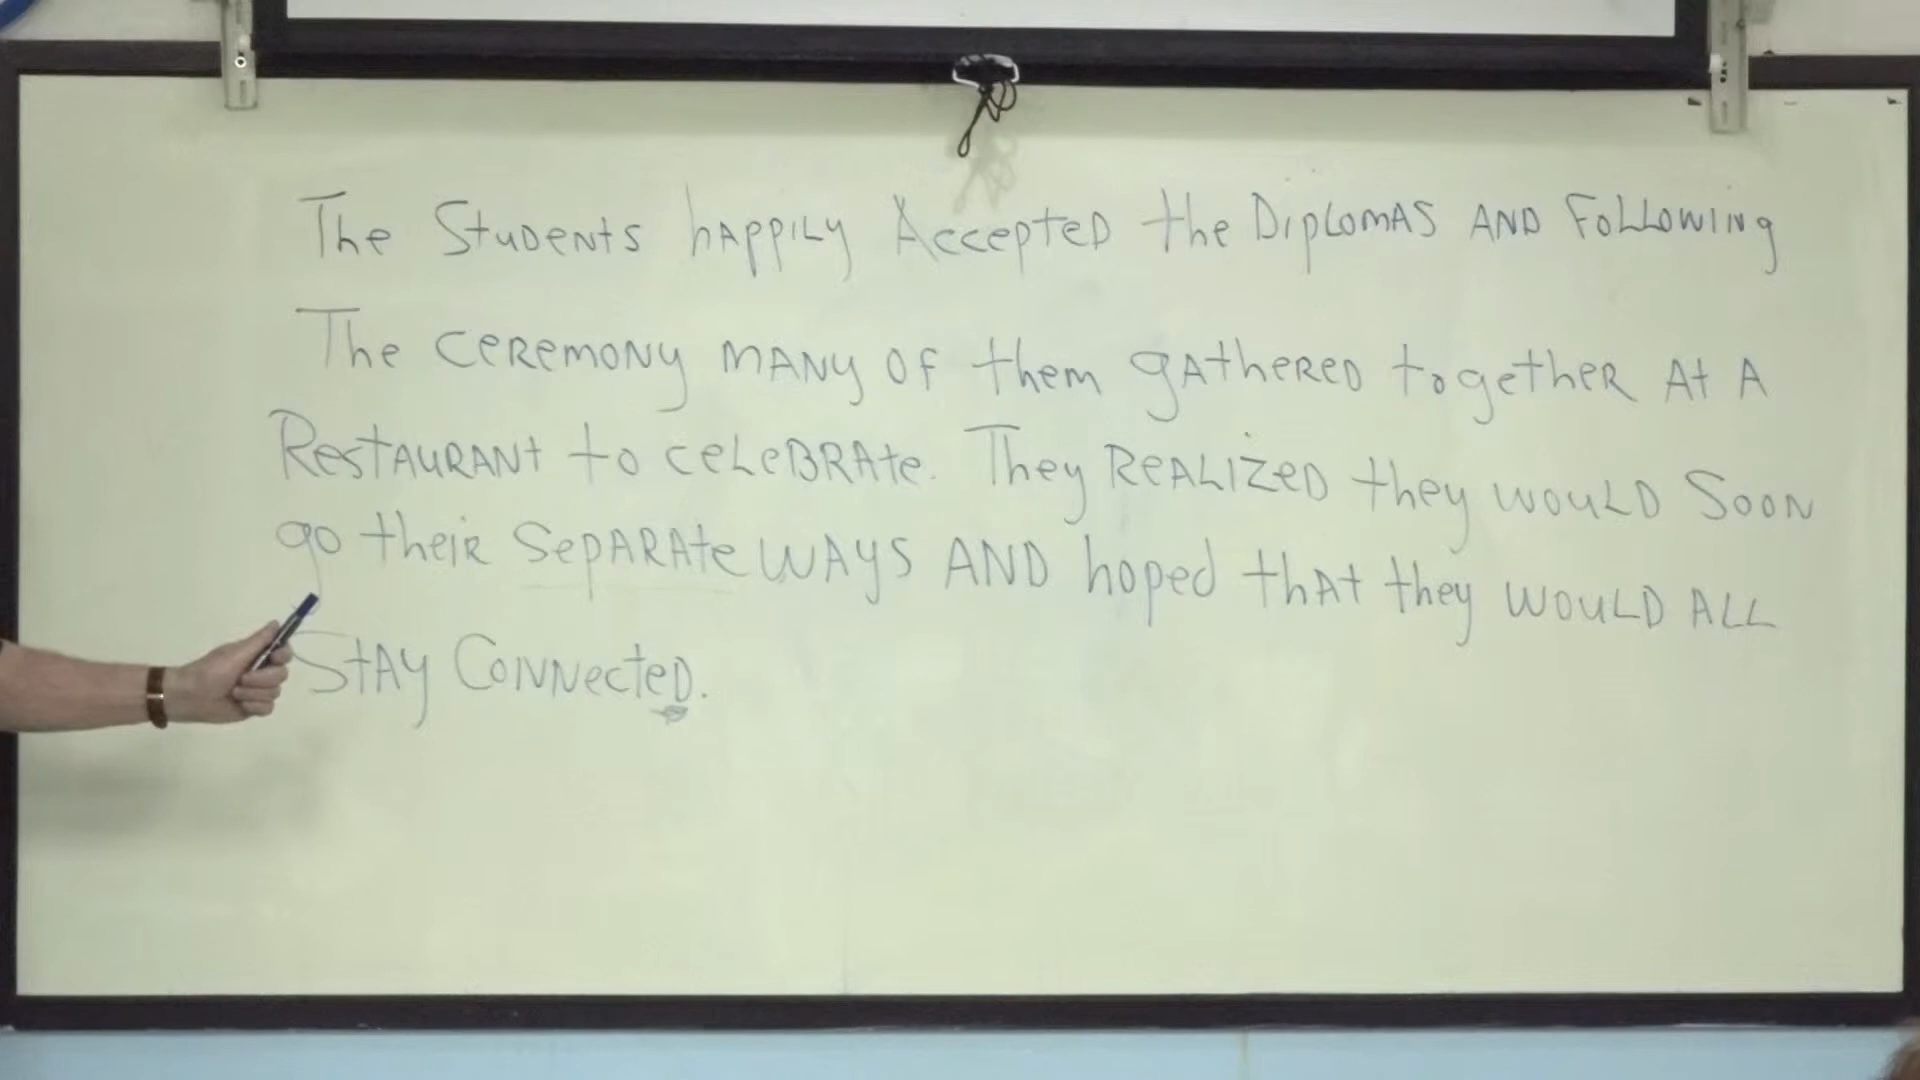 The Students happily Accepted the Diplomas AND Following
The ceremony many of them gathered together At A
Restaurant to celebrate. They Realized they would Soon
go their separate ways AND hoped that they would ALL
Stay Connected.